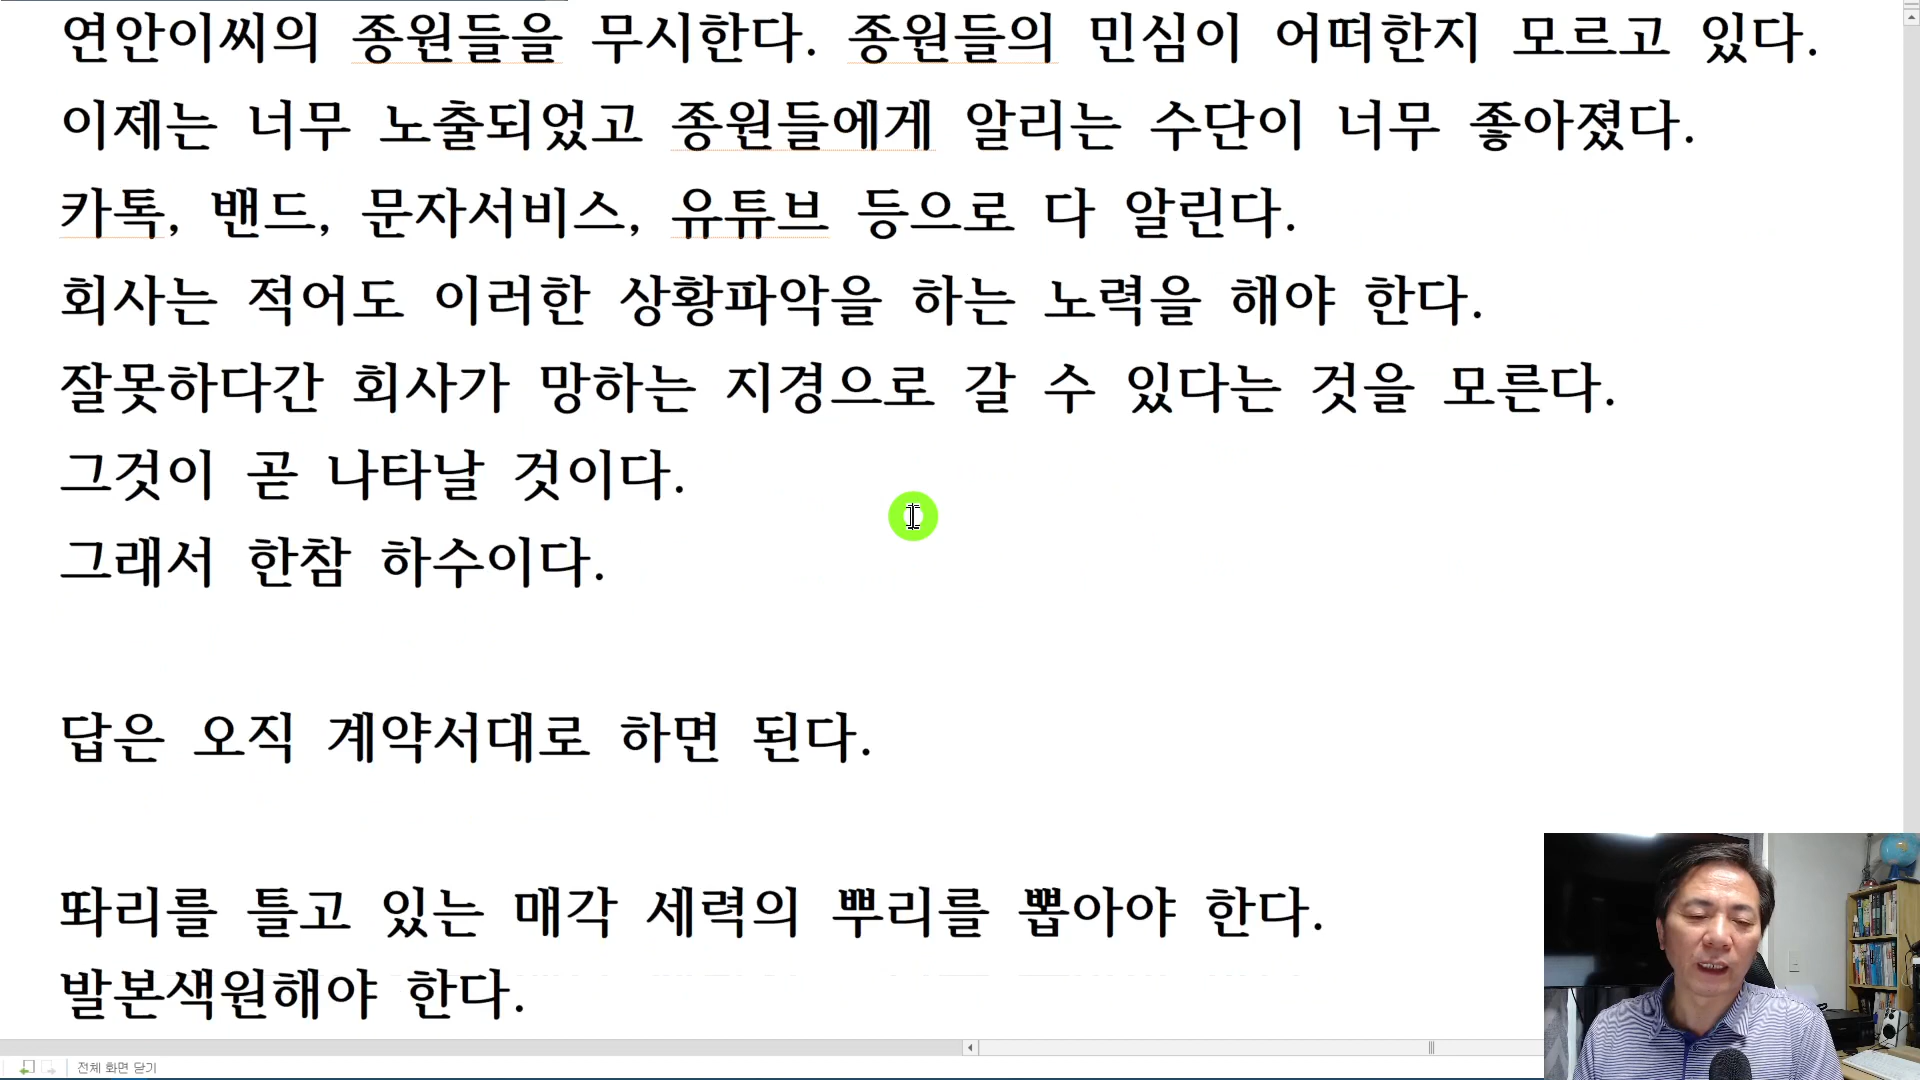 연안이씨의 종원들을 무시한다. 종원들의 민심이 어떠한지 모르고 있다.
이제는 너무 노출되었고 종원들에게 알리는 수단이 너무 좋아졌다.
카톡, 밴드, 문자서비스, 유튜브 등으로 다 알린다.
회사는 적어도 이러한 상황파악을 하는 노력을 해야 한다.
잘못하다간 회사가 망하는 지경으로 갈 수 있다는 것을 모른다.
그것이 곧 나타날 것이다.
그래서 한참 하수이다.
답은 오직 계약서대로 하면 된다.
똬리를 틀고 있는 매각 세력의 뿌리를 뽑아야 한다.
발본색원해야 한다.
전체 화면 닫기